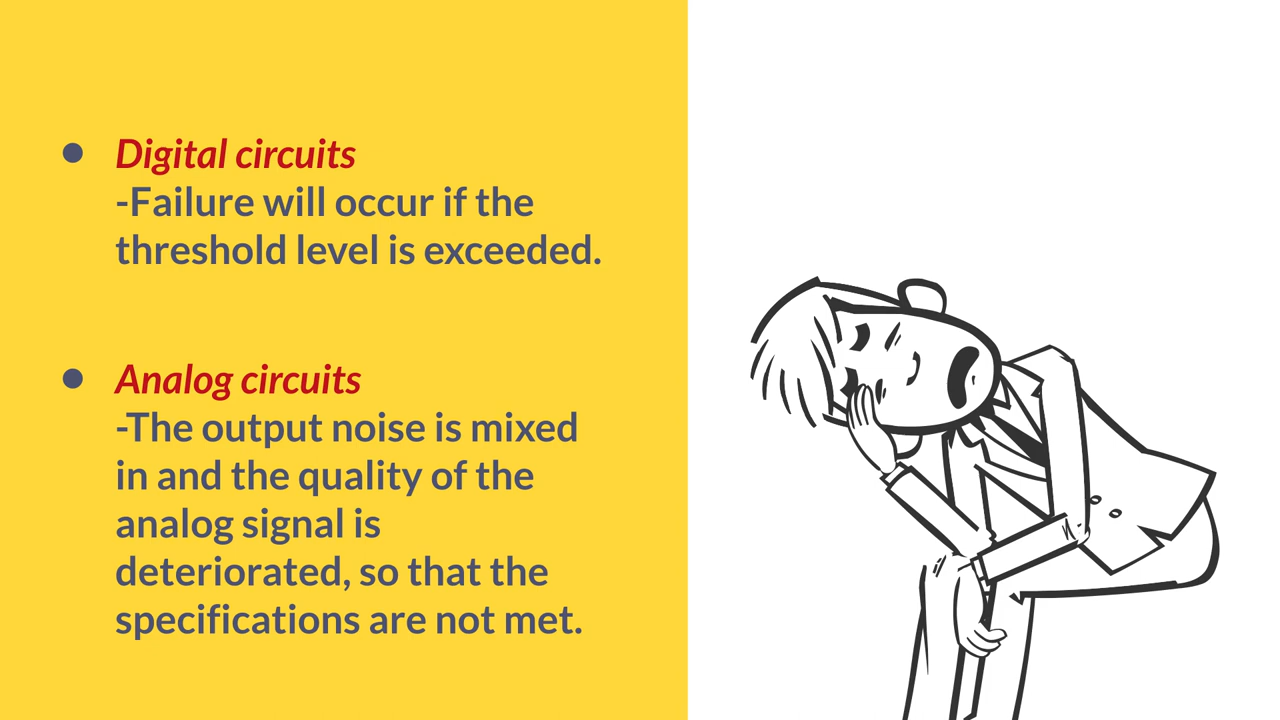 ● Digital circuits
-Failure will occur if the
threshold level is exceeded.
● Analog circuits
-The output noise is mixed
in and the quality of the
analog signal is
deteriorated, so that the
specifications are not met.